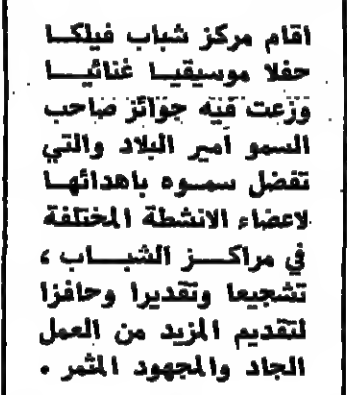 اقام مركز شباب فيلكا
حفلا موسيقيا غنائيا
وزعت فيه جوائز صاحب
السمو أمير البلاد والتي
تفضل سموه باهدائها
لاعضاء الانشطة المختلفة
في مراكز الشباب ،
تشجيعا وتقديرا وحافزا
لتقديم المزيد من العمل
الجاد والمجهود المثمر .